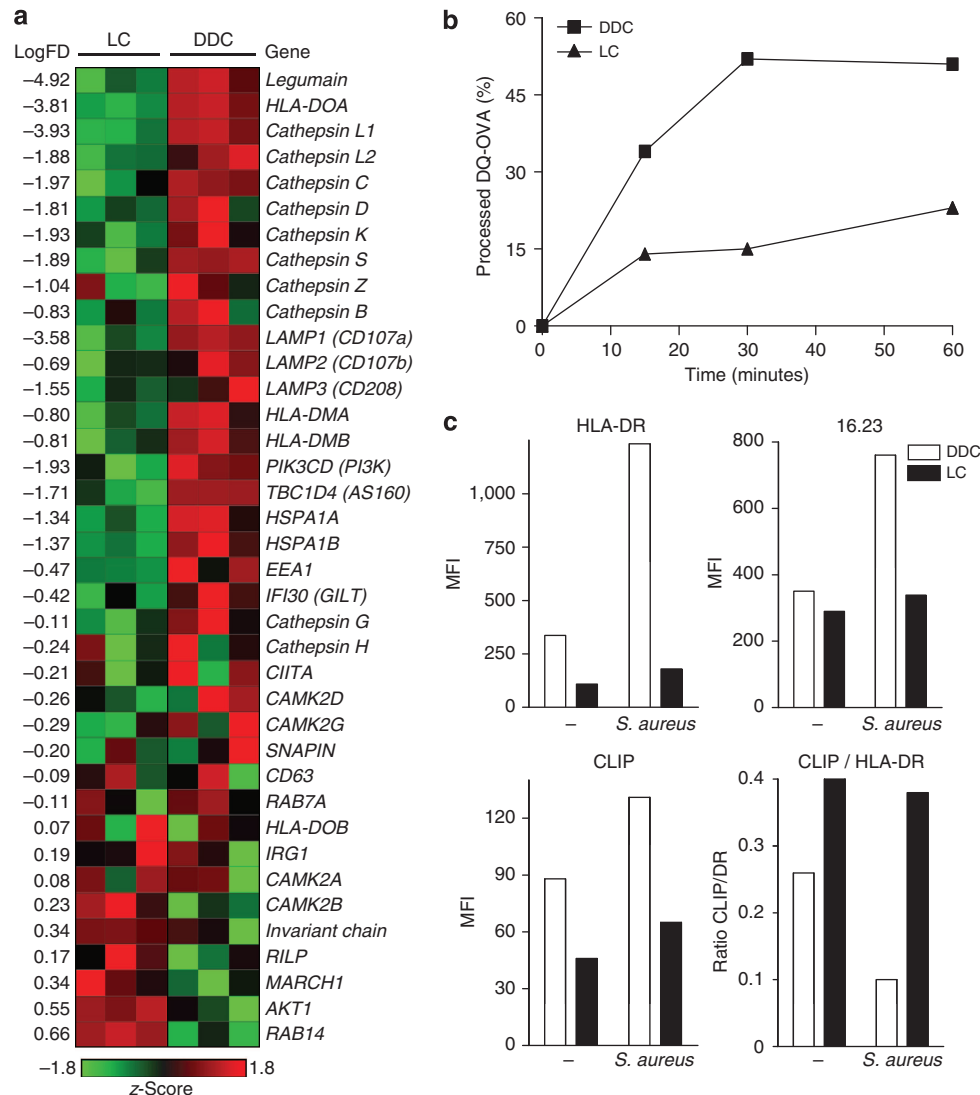 a
LogFD LC DDC Gene
−4.92 Legumain
−3.81 HLA-DOA
−3.93 Cathepsin L1
−1.88 Cathepsin L2
−1.97 Cathepsin C
−1.81 Cathepsin D
−1.93 Cathepsin K
−1.89 Cathepsin S
−1.04 Cathepsin Z
−0.83 Cathepsin B
−3.58 LAMP1 (CD107a)
−0.69 LAMP2 (CD107b)
−1.55 LAMP3 (CD208)
−0.80 HLA-DMA
−0.81 HLA-DMB
−1.93 PIK3CD (PI3K)
−1.71 TBC1D4 (AS160)
−1.34 HSPA1A
−1.37 HSPA1B
−0.47 EEA1
−0.42 IFI30 (GILT)
−0.11 Cathepsin G
−0.24 Cathepsin H
−0.21 CIITA
−0.26 CAMK2D
−0.29 CAMK2G
−0.20 SNAPIN
−0.09 CD63
−0.11 RAB7A
0.07 HLA-DOB
0.19 IRG1
0.08 CAMK2A
0.23 CAMK2B
0.34 Invariant chain
0.17 RILP
0.34 MARCH1
0.55 AKT1
0.66 RAB14
−1.8 1.8
z-Score
b
DDC
LC
Processed DQ-OVA (%)
60
45
30
15
0
0 10 20 30 40 50 60
Time (minutes)
c
HLA-DR
MFI
1,000
750
500
250
0
– S. aureus
16.23
DDC
LC
MFI
800
600
400
200
0
– S. aureus
CLIP
MFI
120
90
60
30
0
– S. aureus
CLIP / HLA-DR
Ratio CLIP/DR
0.4
0.3
0.2
0.1
0
– S. aureus